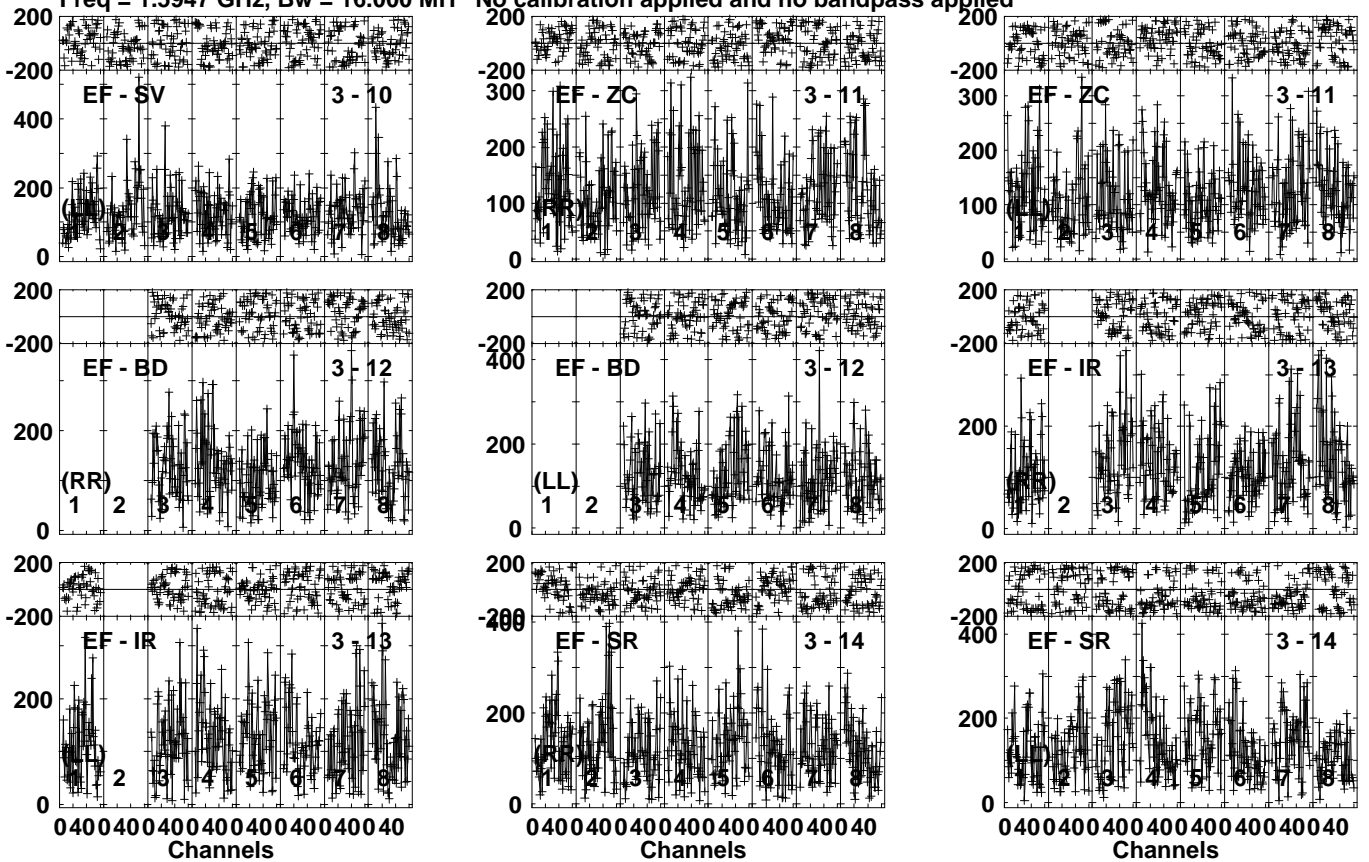 Freq = 1.5947 GHz, Bw = 16.000 MH No calibration applied and no bandpass applied
200 200 200
-200 -200 -200
EF - SV 3 - 10 EF - ZC 3 - 11 EF - ZC 3 - 11
400 300 300
200 200 200
(LL) 100 (RR) 100 (LL)
1 2 3 4 5 6 7 8 1 2 3 4 5 6 7 8 1 2 3 4 5 6 7 8
0 0 0
200 200 200
-200 -200 -200
EF - BD 3 - 12 EF - BD 3 - 12 EF - IR 3 - 13
400
200 200 200
(RR) (LL) (RR)
1 2 3 4 5 6 7 8 1 2 3 4 5 6 7 8 1 2 3 4 5 6 7 8
0 0 0
200 200 200
-200 -200 -200
400 400
EF - IR 3 - 13 EF - SR 3 - 14 EF - SR 3 - 14
200 200 200
(LL) (RR) (LL)
1 2 3 4 5 6 7 8 1 2 3 4 5 6 7 8 1 2 3 4 5 6 7 8
0 0 0
0 40 0 40 0 40 0 40 0 40 0 40 0 40 0 40 0 40 0 40 0 40 0 40 0 40 0 40 0 40 0 40 0 40 0 40 0 40 0 40 0 40 0 40 0 40 0 40
Channels Channels Channels